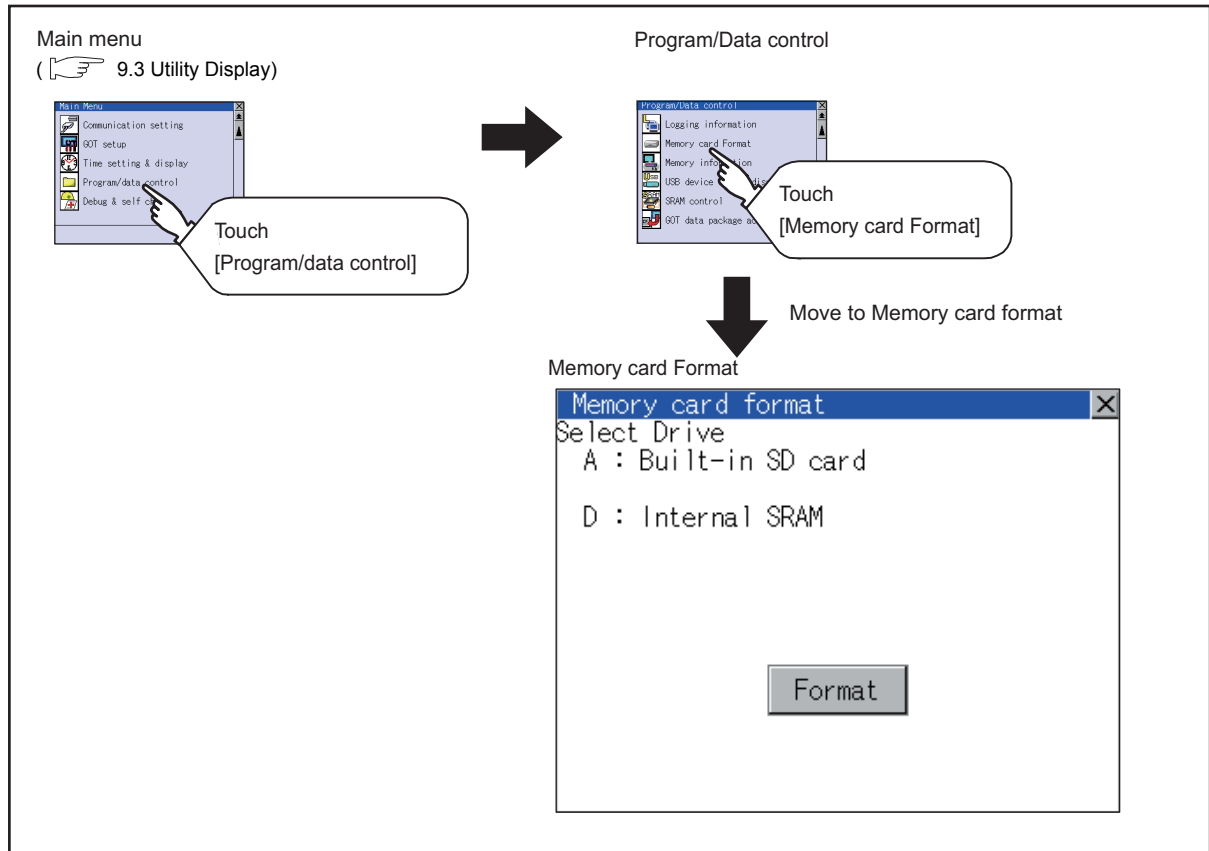 Main menu
( 9.3 Utility Display)
Main Menu
Communication setting
GOT setup
Time setting & display
Program/data control
Debug & self
Touch
[Program/data control]
Program/Data control
Program/Data control
Logging information
Memory card Format
Memory information
USB device
SRAM control
GOT data package
Touch
[Memory card Format]
Move to Memory card format
Memory card Format
Memory card format
Select Drive
A : Built-in SD card
D : Internal SRAM
Format